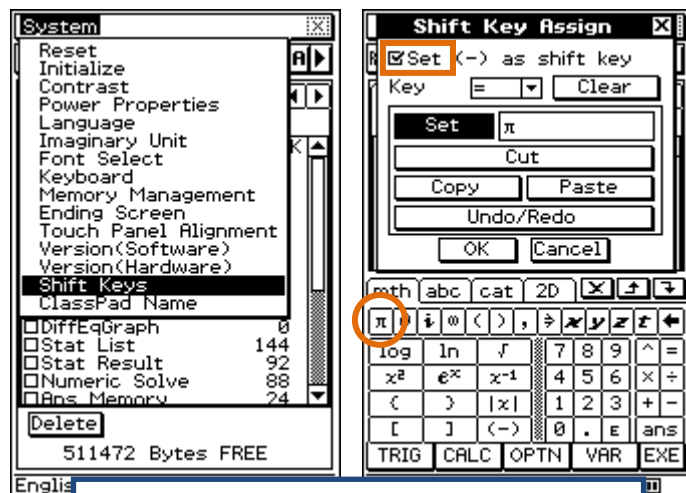 System
Reset
Initialize
Contrast
Power Properties
Language
Imaginary Unit
Font Select
Keyboard
Memory Management
Ending Screen
Touch Panel Alignment
Version(Software)
Version(Hardware)
Shift Keys
ClassPad Name
DiffEqGraph 0
Stat List 144
Stat Result 92
Numeric Solve 88
Ans Memory 24
Delete
511472 Bytes FREE
Shift Key Assign
Set (-) as shift key
Key = Clear
Set π
Cut
Copy Paste
Undo/Redo
OK Cancel
mth abc cat 2D
π i ∞ ( ) , ⇒ x y z t
log ln √ 7 8 9 ^ =
x² eˣ x⁻¹ 4 5 6 × ÷
( ) |x| 1 2 3 + -
[ ] (-) 0 . E ans
TRIG CALC OPTN VAR EXE